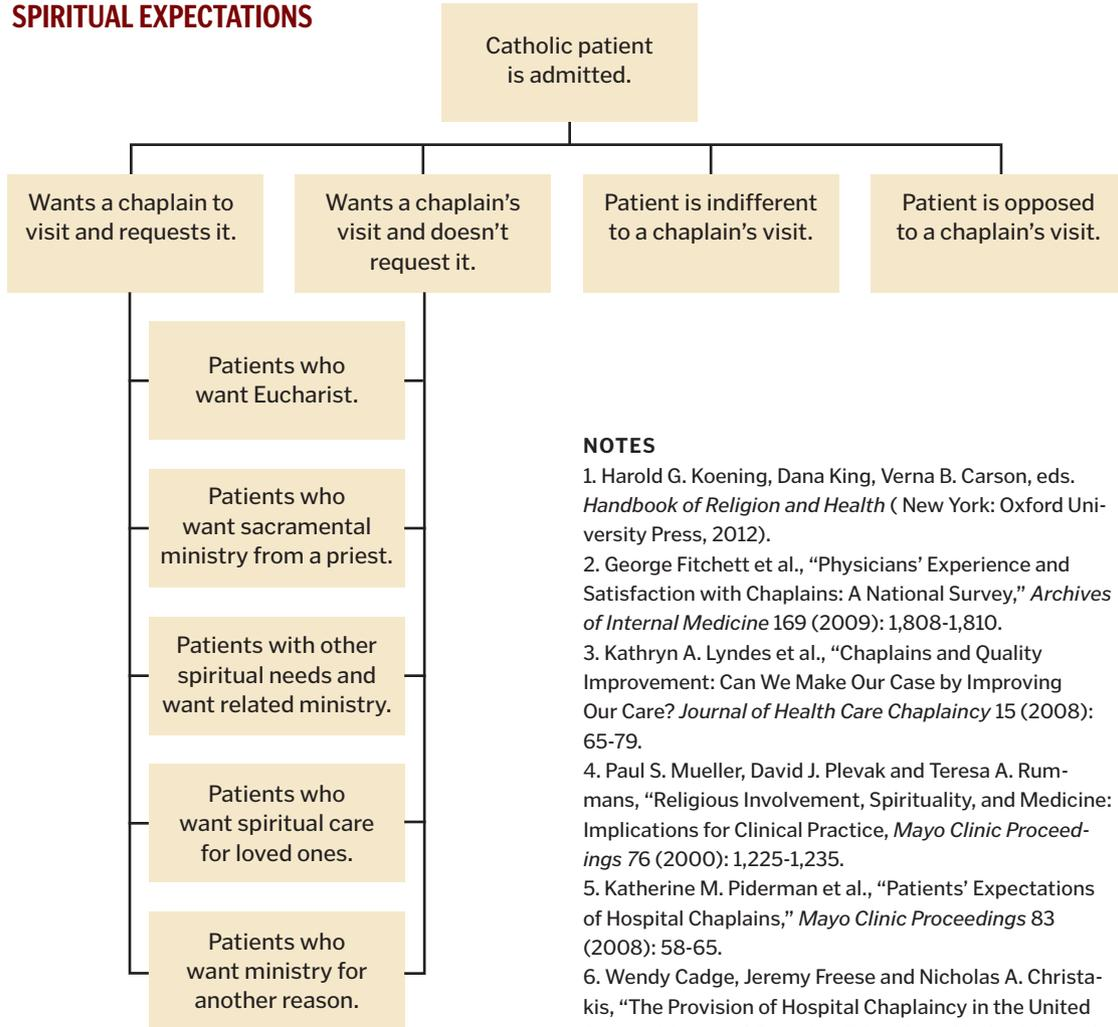 SPIRITUAL EXPECTATIONS
Catholic patient
is admitted.
Wants a chaplain to
visit and requests it.
Wants a chaplain’s
visit and doesn’t
request it.
Patient is indifferent
to a chaplain’s visit.
Patient is opposed
to a chaplain’s visit.
Patients who
want Eucharist.
Patients who
want sacramental
ministry from a priest.
Patients with other
spiritual needs and
want related ministry.
Patients who
want spiritual care
for loved ones.
Patients who
want ministry for
another reason.
NOTES
1. Harold G. Koening, Dana King, Verna B. Carson, eds.
Handbook of Religion and Health ( New York: Oxford Uni-
versity Press, 2012).
2. George Fitchett et al., “Physicians’ Experience and
Satisfaction with Chaplains: A National Survey,” Archives
of Internal Medicine 169 (2009): 1,808-1,810.
3. Kathryn A. Lyndes et al., “Chaplains and Quality
Improvement: Can We Make Our Case by Improving
Our Care? Journal of Health Care Chaplaincy 15 (2008):
65-79.
4. Paul S. Mueller, David J. Plevak and Teresa A. Rum-
mans, “Religious Involvement, Spirituality, and Medicine:
Implications for Clinical Practice, Mayo Clinic Proceed-
ings 76 (2000): 1,225-1,235.
5. Katherine M. Piderman et al., “Patients’ Expectations
of Hospital Chaplains,” Mayo Clinic Proceedings 83
(2008): 58-65.
6. Wendy Cadge, Jeremy Freese and Nicholas A. Christa-
kis, “The Provision of Hospital Chaplaincy in the United